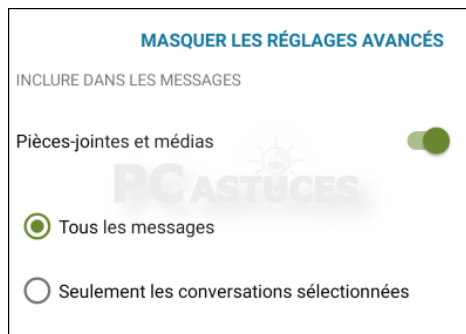 MASQUER LES RÉGLAGES AVANCÉS
INCLURE DANS LES MESSAGES
Pièces-jointes et médias
PC ASTUCES
Tous les messages
Seulement les conversations sélectionnées